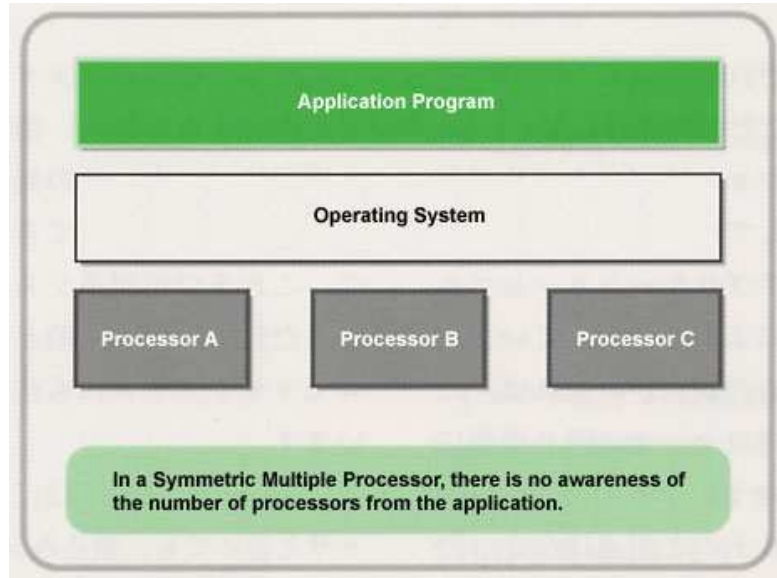 Application Program
Operating System
Processor A
Processor B
Processor C
In a Symmetric Multiple Processor, there is no awareness of
the number of processors from the application.